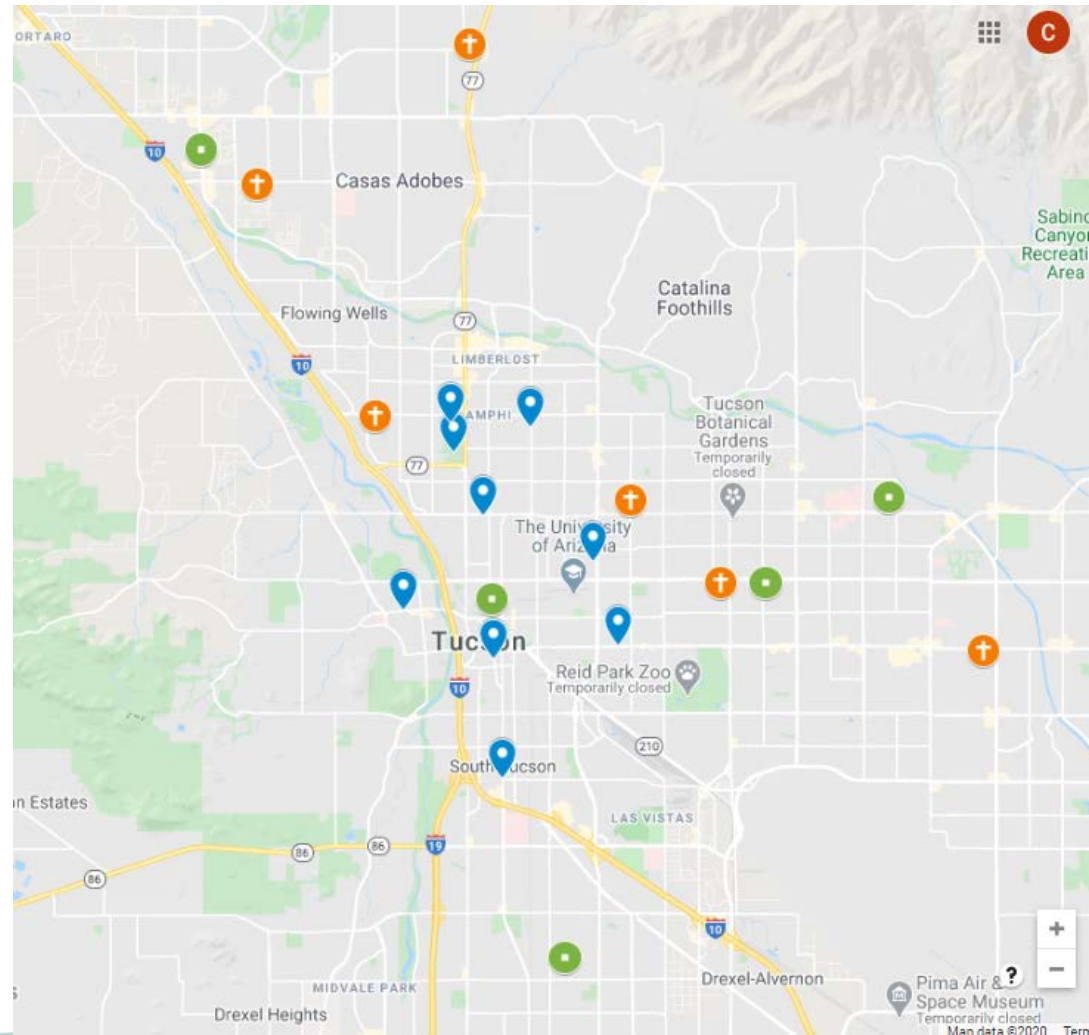 ORTARO
C
77
10
Casas Adobes
Sabino
Canyon
Recreati
Area
Catalina
Foothills
Flowing Wells
77
LIMBERLOST
10
Tucson
Botanical
Gardens
Temporarily
closed
AMPHI
77
The University
of Arizona
Tucson
Reid Park Zoo
Temporarily closed
10
210
South Tucson
n Estates
LAS VISTAS
86
86
19
86
10
+
−
?
Drexel-Alvernon
Pima Air &
Space Museum
Temporarily closed
MIDVALE PARK
Drexel Heights
Map data ©2020
Term